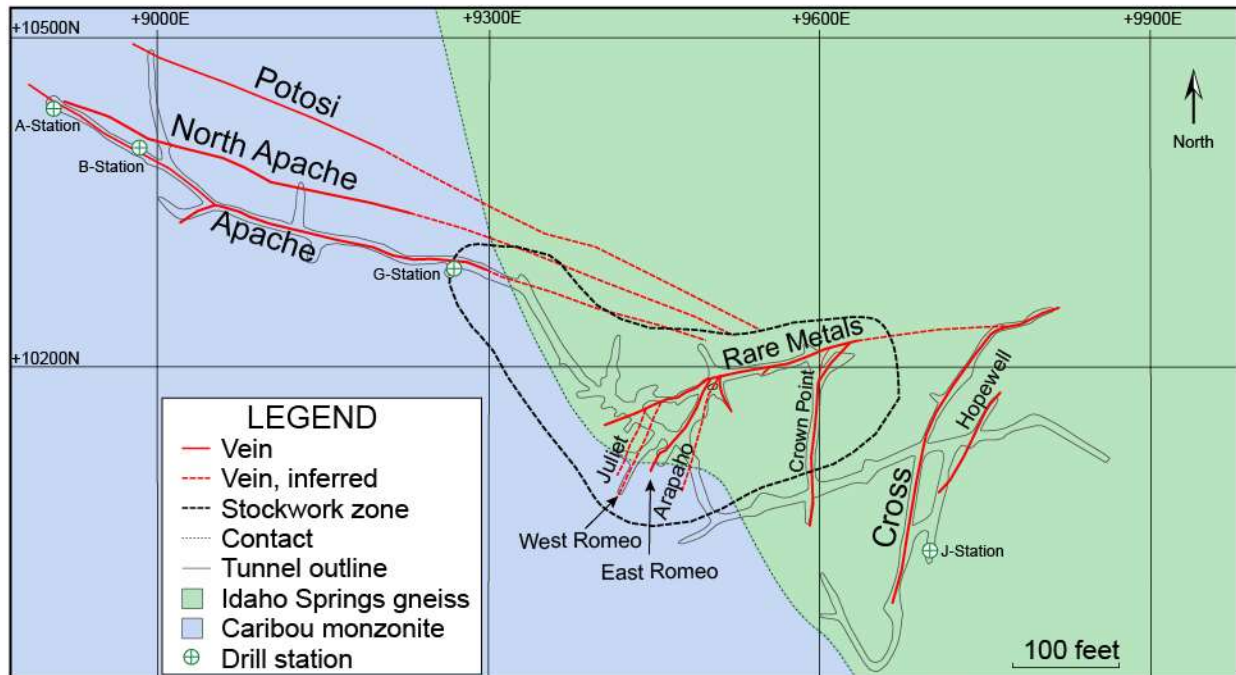 +9000E
+9300E
+9600E
+9900E
+10500N
Potosi
North
A-Station
North Apache
B-Station
Apache
G-Station
Rare Metals
+10200N
Hopewell
Crown Point
Juliet
Arapaho
Cross
West Romeo
East Romeo
J-Station
LEGEND
Vein
Vein, inferred
Stockwork zone
Contact
Tunnel outline
Idaho Springs gneiss
Caribou monzonite
Drill station
100 feet